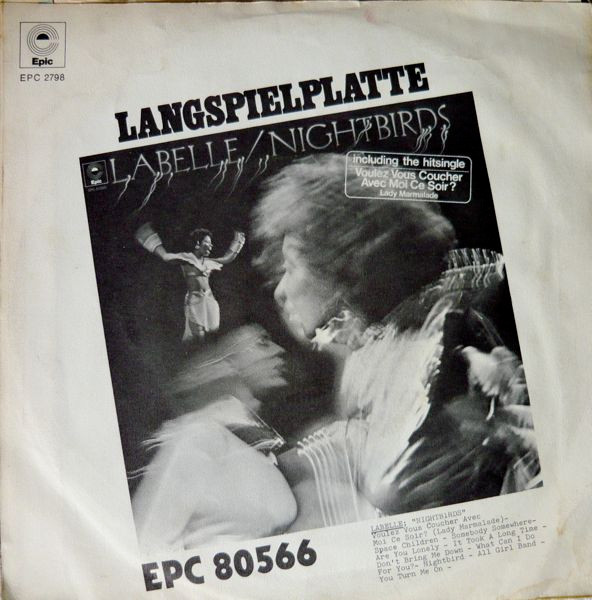 Epic
EPC 2798
LANGSPIELPLATTE
LABELLE/NIGHTBIRDS
including the hitsingle
Voulez Vous Coucher
Avec Moi Ce Soir?
Lady Marmalade
EPC 80566
LABELLE: "NIGHTBIRDS"
Voulez Vous Coucher Avec
Moi Ce Soir? (Lady Marmalade)-
Space Children - Somebody Somewhere-
Are You Lonely - It Took A Long Time -
Don't Bring Me Down - What Can I Do
For You?- Nightbird - All Girl Band -
You Turn Me On -